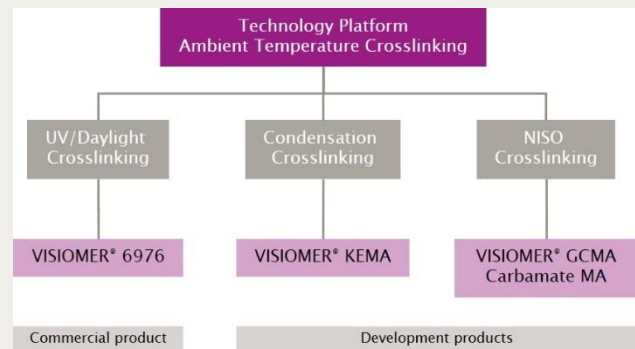 Technology Platform
Ambient Temperature Crosslinking
UV/Daylight
Crosslinking
Condensation
Crosslinking
NISO
Crosslinking
VISIOMER® 6976
VISIOMER® KEMA
VISIOMER® GCMA
Carbamate MA
Commercial product
Development products